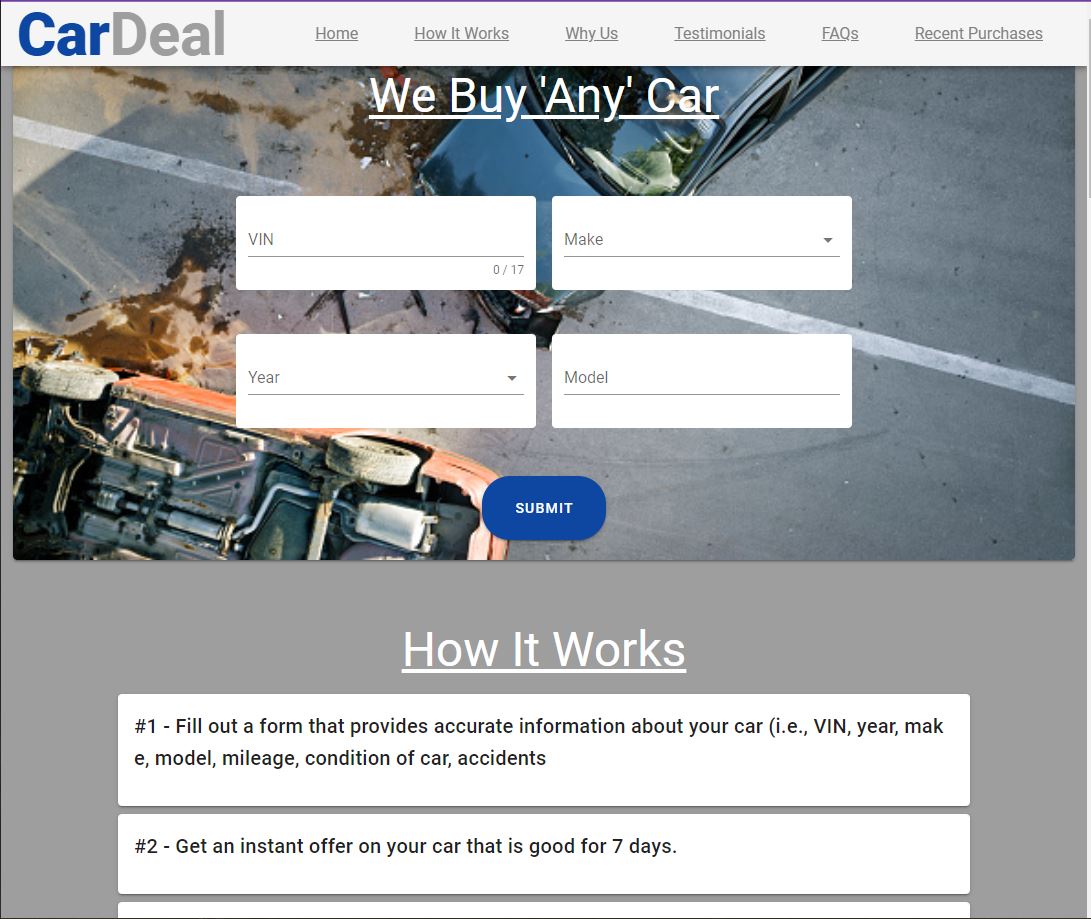 CarDeal
Home How It Works Why Us Testimonials FAQs Recent Purchases
We Buy 'Any' Car
VIN
0 / 17
Make
Year
Model
SUBMIT
How It Works
#1 - Fill out a form that provides accurate information about your car (i.e., VIN, year, mak
e, model, mileage, condition of car, accidents
#2 - Get an instant offer on your car that is good for 7 days.